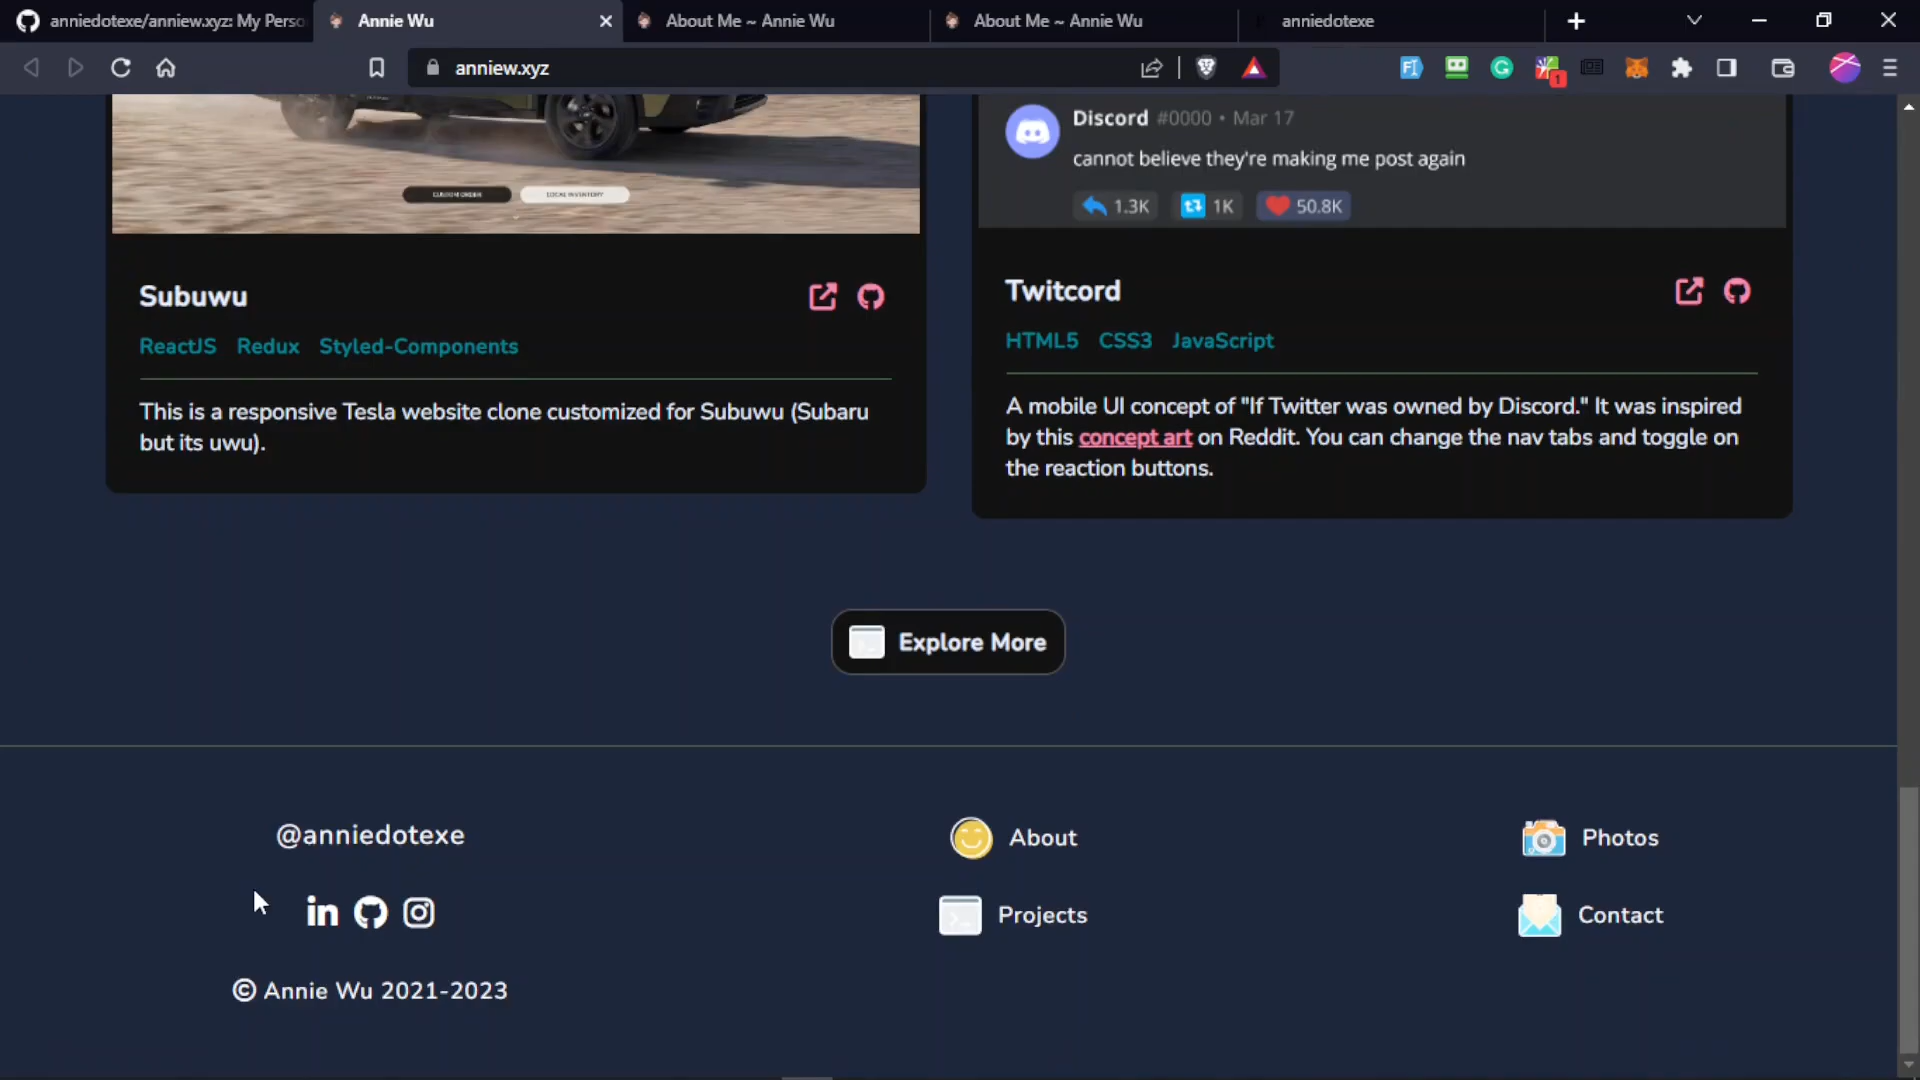 anniedotexe/anniew.xyz: My Perso
Annie Wu
About Me ~ Annie Wu
About Me ~ Annie Wu
anniedotexe
anniew.xyz
1
CUSTOM ORDER
LOCAL INVENTORY
Discord #0000 • Mar 17
cannot believe they're making me post again
1.3K
1K
50.8K
Subuwu
ReactJS Redux Styled-Components
This is a responsive Tesla website clone customized for Subuwu (Subaru
but its uwu).
Twitcord
HTML5 CSS3 JavaScript
A mobile UI concept of "If Twitter was owned by Discord." It was inspired
by this concept art on Reddit. You can change the nav tabs and toggle on
the reaction buttons.
Explore More
@anniedotexe
© Annie Wu 2021-2023
About
Projects
Photos
Contact